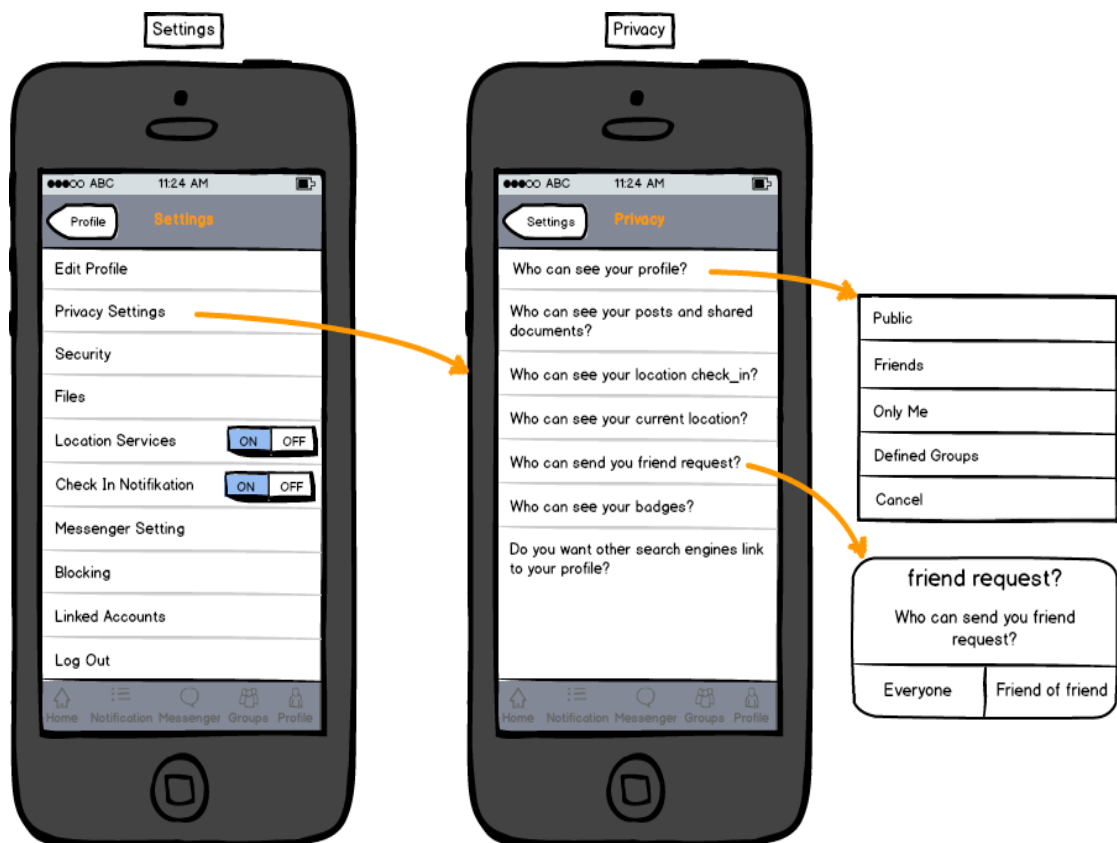 Settings
●●●○○ ABC 11:24 AM
Profile Settings
Edit Profile
Privacy Settings
Security
Files
Location Services ON OFF
Check In Notifikation ON OFF
Messenger Setting
Blocking
Linked Accounts
Log Out
Home Notification Messenger Groups Profile
Privacy
●●●○○ ABC 11:24 AM
Settings Privacy
Who can see your profile?
Who can see your posts and shared
documents?
Who can see your location check_in?
Who can see your current location?
Who can send you friend request?
Who can see your badges?
Do you want other search engines link
to your profile?
Home Notification Messenger Groups Profile
Public
Friends
Only Me
Defined Groups
Cancel
friend request?
Who can send you friend
request?
Everyone Friend of friend